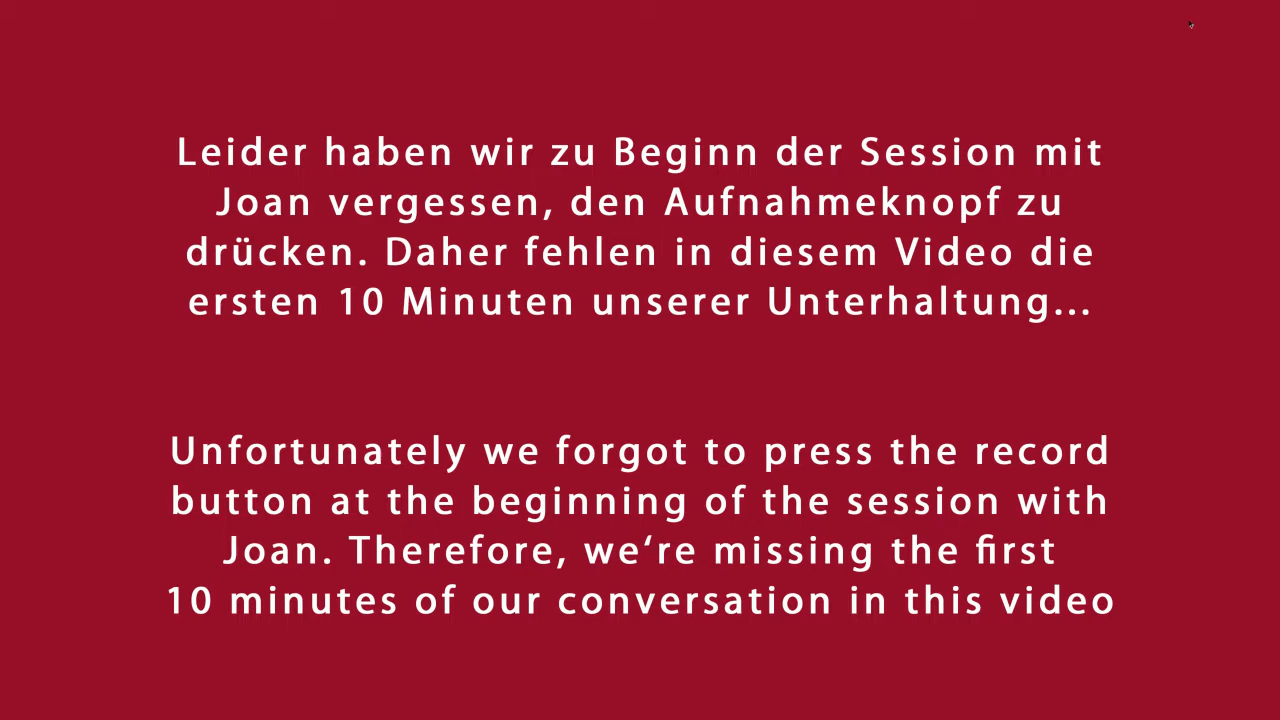 Leider haben wir zu Beginn der Session mit
Joan vergessen, den Aufnahmeknopf zu
drücken. Daher fehlen in diesem Video die
ersten 10 Minuten unserer Unterhaltung...
Unfortunately we forgot to press the record
button at the beginning of the session with
Joan. Therefore, we‘re missing the first
10 minutes of our conversation in this video